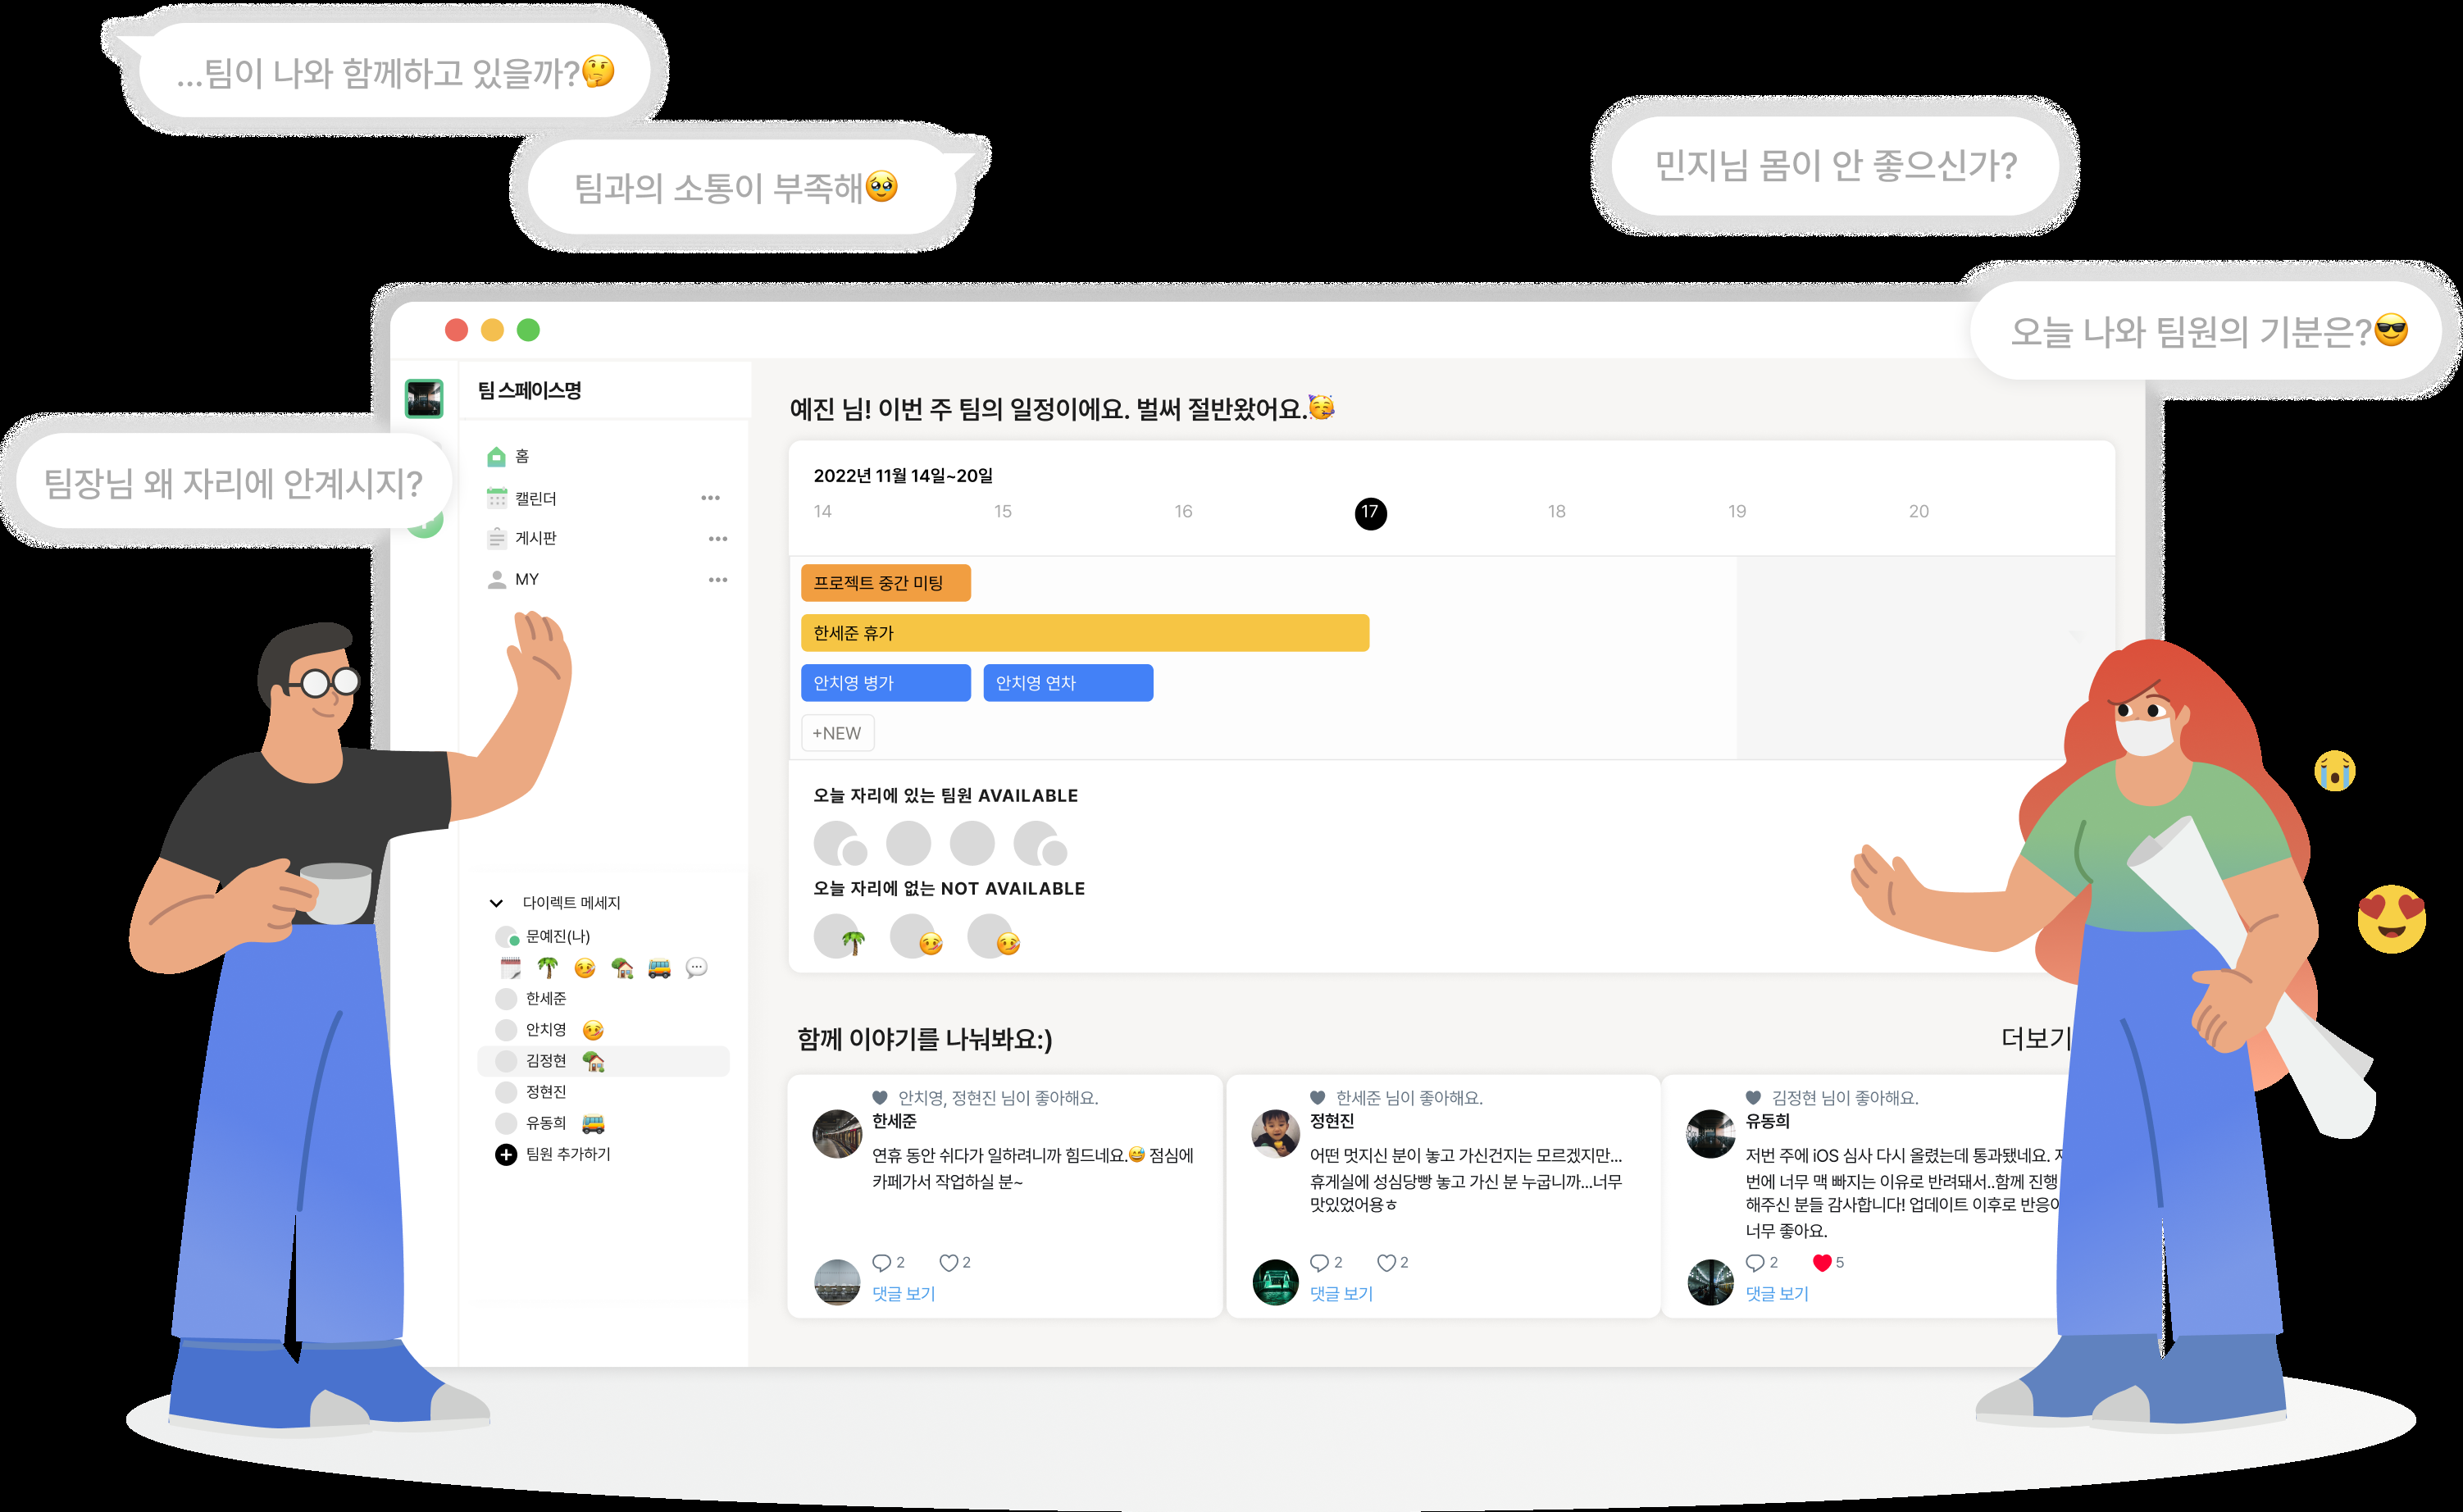 ...팀이 나와 함께하고 있을까?🤔
팀과의 소통이 부족해🥹
민지님 몸이 안 좋으신가?
오늘 나와 팀원의 기분은?😎
팀장님 왜 자리에 안계시지?
팀 스페이스명
홈
캘린더
게시판
MY
다이렉트 메세지
문예진(나)
한세준
안치영 🤒
김정현 🏡
정현진
유동희 🚌
팀원 추가하기
예진 님! 이번 주 팀의 일정이에요. 벌써 절반왔어요.🥳
2022년 11월 14일~20일
14 15 16 17 18 19 20
프로젝트 중간 미팅
한세준 휴가
안치영 병가 안치영 연차
+NEW
오늘 자리에 있는 팀원 AVAILABLE
오늘 자리에 없는 NOT AVAILABLE
함께 이야기를 나눠봐요:)
더보기
안치영, 정현진 님이 좋아해요.
한세준
연휴 동안 쉬다가 일하려니까 힘드네요.😅 점심에
카페가서 작업하실 분~
2 2
댓글 보기
한세준 님이 좋아해요.
정현진
어떤 멋지신 분이 놓고 가신건지는 모르겠지만...
휴게실에 성심당빵 놓고 가신 분 누굽니까...너무
맛있었어용ㅎ
2 2
댓글 보기
김정현 님이 좋아해요.
유동희
저번 주에 iOS 심사 다시 올렸는데 통과됐네요.
번에 너무 맥 빠지는 이유로 반려돼서..함께 진행
해주신 분들 감사합니다! 업데이트 이후로
너무 좋아요.
2 5
댓글 보기